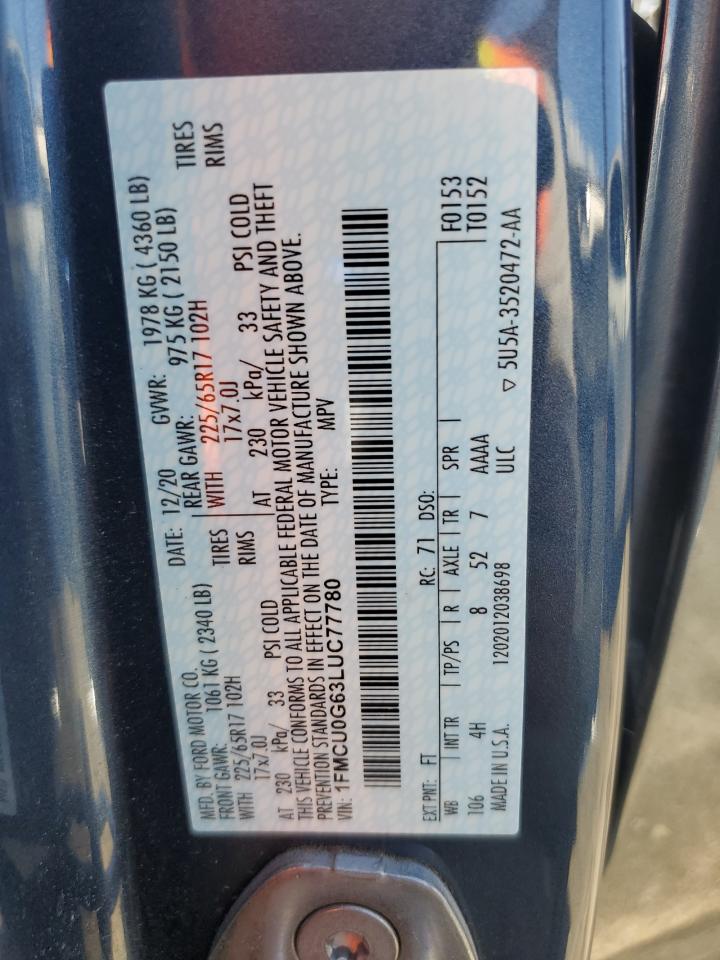 MFD. BY FORD MOTOR CO.
DATE: 12/20 GVWR: 1978 KG ( 4360 LB)
FRONT GAWR: 1061 KG ( 2340 LB) REAR GAWR: 975 KG ( 2150 LB)
WITH 225/65R17 102H TIRES WITH 225/65R17 102H TIRES
17x7.0J RIMS 17x7.0J RIMS
AT 230 kPa/ 33 PSI COLD AT 230 kPa/ 33 PSI COLD
THIS VEHICLE CONFORMS TO ALL APPLICABLE FEDERAL MOTOR VEHICLE SAFETY AND THEFT
PREVENTION STANDARDS IN EFFECT ON THE DATE OF MANUFACTURE SHOWN ABOVE.
VIN: 1FMCU0G63LUC77780 TYPE: MPV
EXT PNT: FT RC: 71 DSO:
WB INT TR TP/PS R AXLE TR SPR F0153
106 4H 8 52 7 AAAA T0152
ULC
MADE IN U.S.A. 1202012038698 ▽ 5U5A-3520472-AA